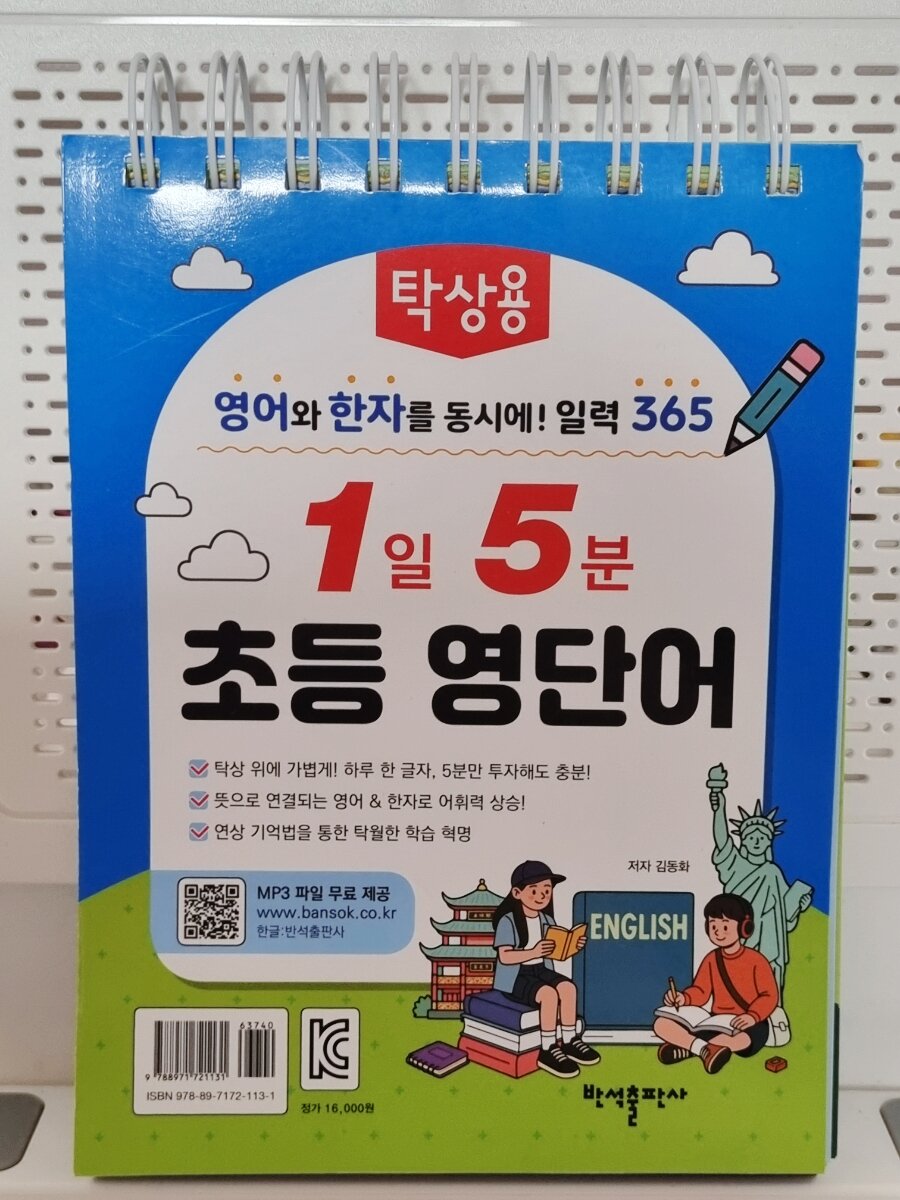 탁상용
영어와 한자를 동시에! 일력 365
1일 5분
초등 영단어
탁상 위에 가볍게! 하루 한 글자, 5분만 투자해도 충분!
뜻으로 연결되는 영어 & 한자로 어휘력 상승!
연상 기억법을 통한 탁월한 학습 혁명
저자 김동화
MP3 파일 무료 제공
www.bansok.co.kr
한글:반석출판사
ENGLISH
63740
9 788971 721131
ISBN 978-89-7172-113-1
KC
정가 16,000원
반석출판사